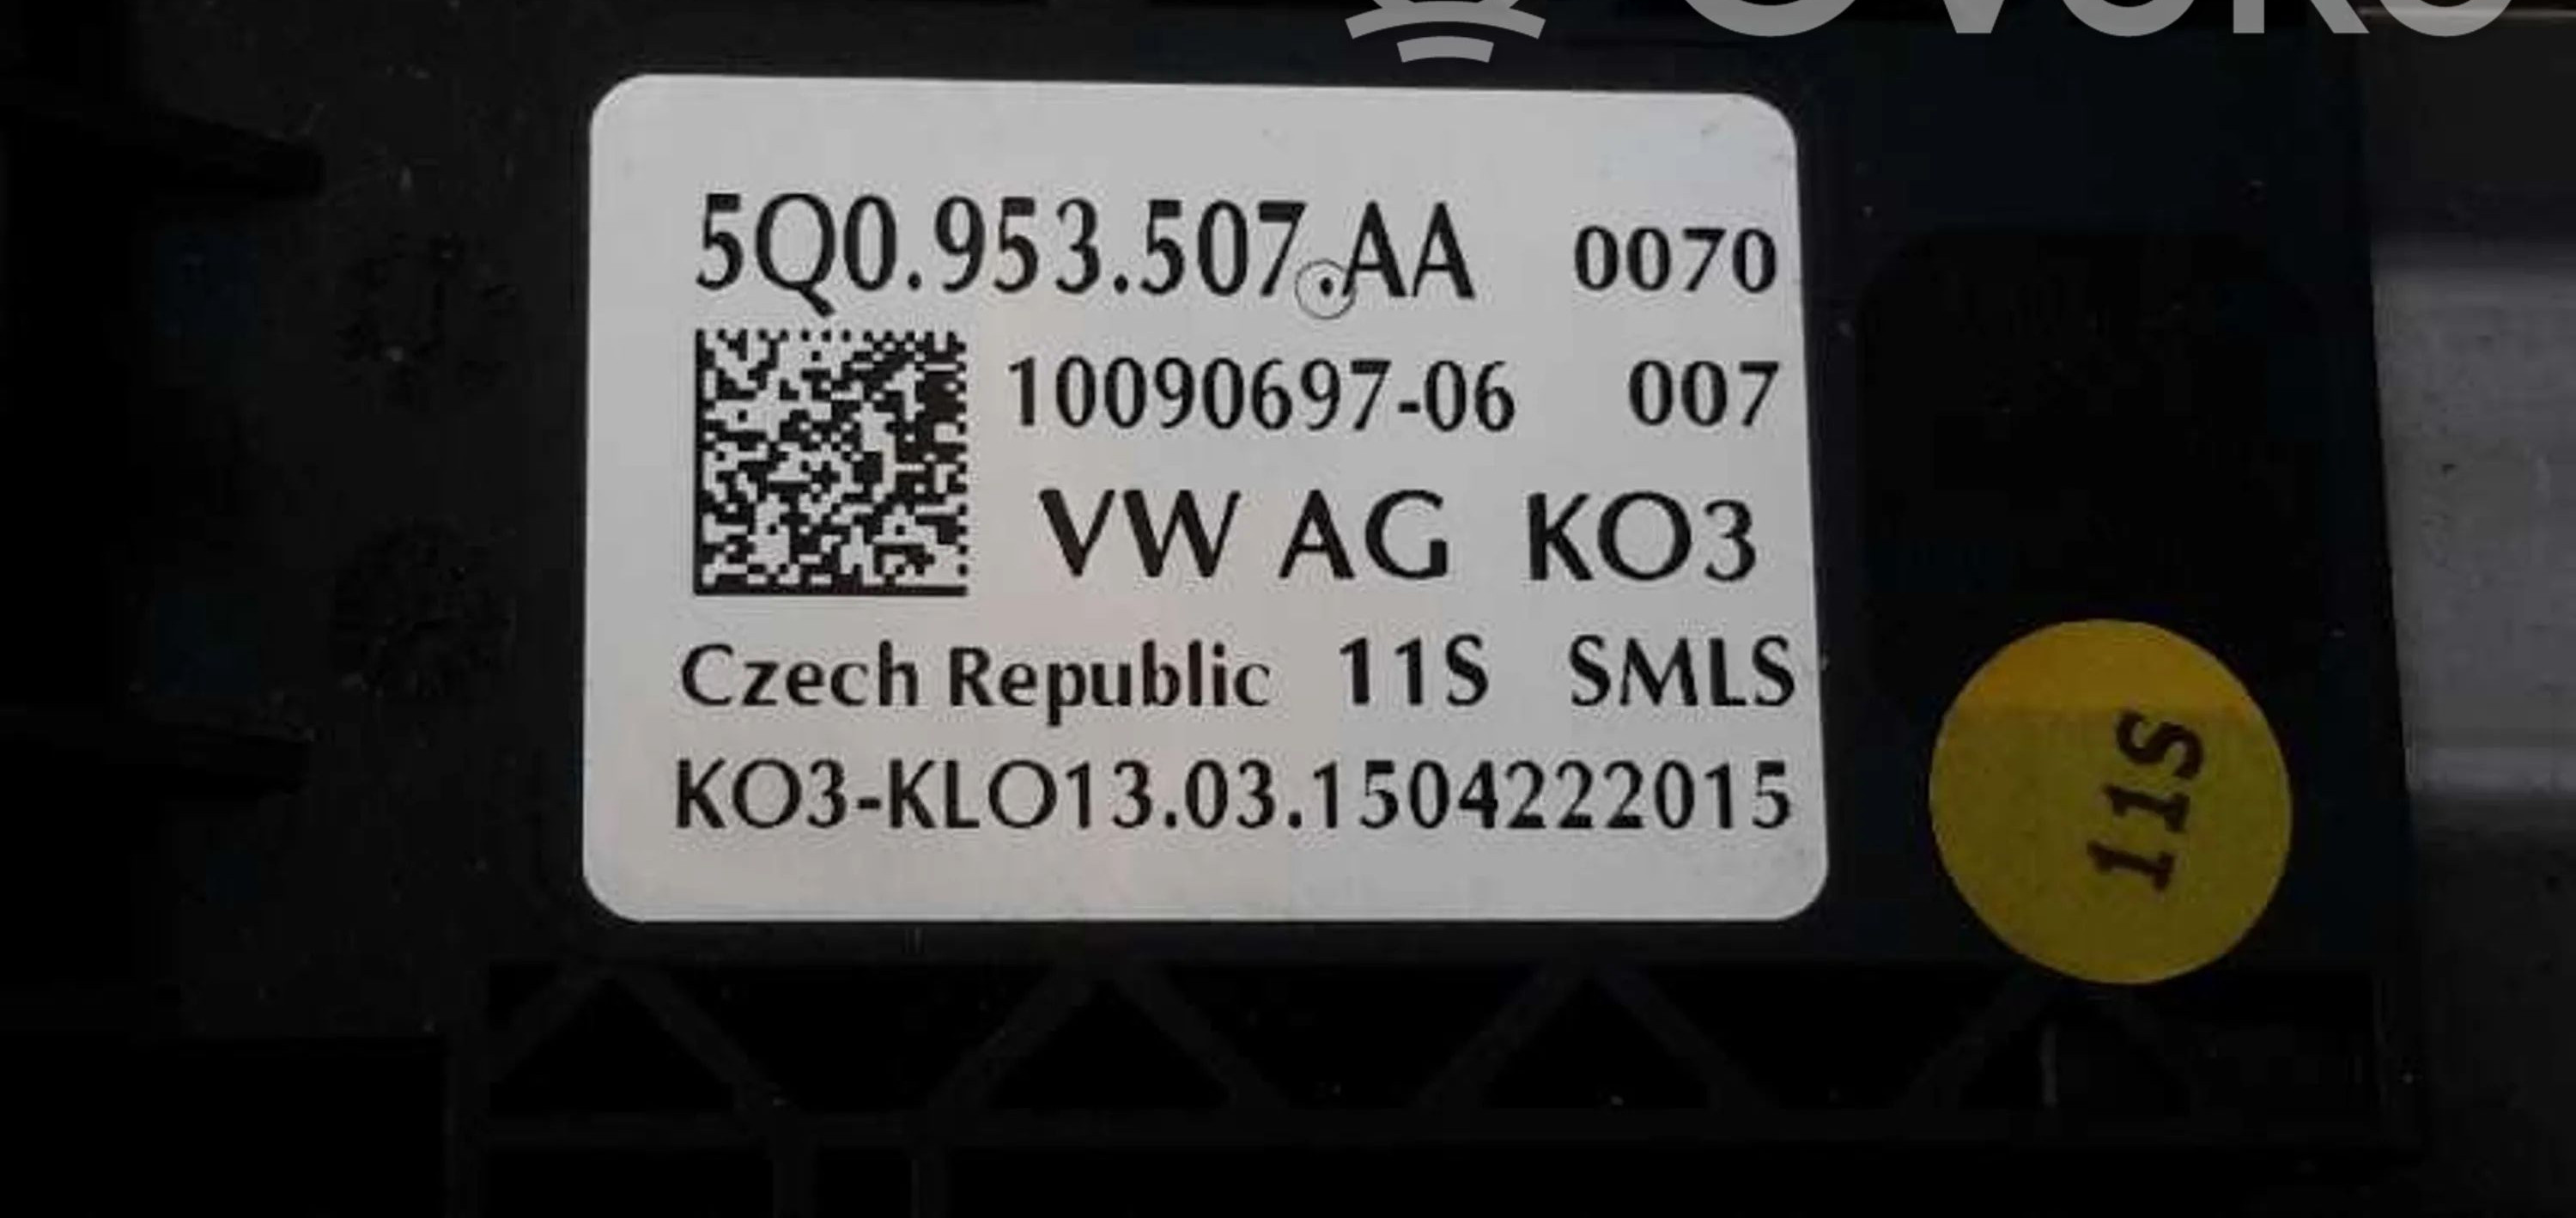 5Q0.953.507.AA 0070
10090697-06 007
VW AG KO3
Czech Republic 11S SMLS
KO3-KLO13.03.1504222015
11S